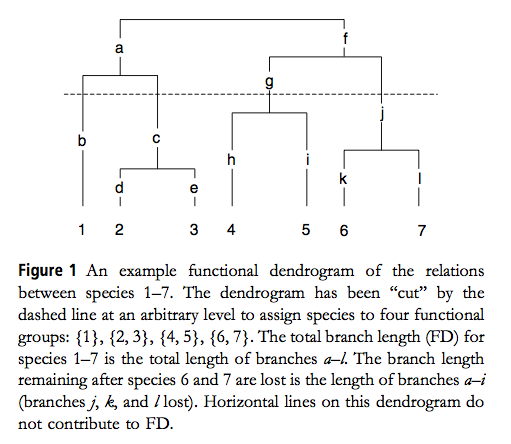 a
f
g
b
c
j
h
i
d
e
k
l
1 2 3 4 5 6 7
Figure 1 An example functional dendrogram of the relations
between species 1–7. The dendrogram has been “cut” by the
dashed line at an arbitrary level to assign species to four functional
groups: {1}, {2, 3}, {4, 5}, {6, 7}. The total branch length (FD) for
species 1–7 is the total length of branches a–l. The branch length
remaining after species 6 and 7 are lost is the length of branches a–i
(branches j, k, and l lost). Horizontal lines on this dendrogram do
not contribute to FD.